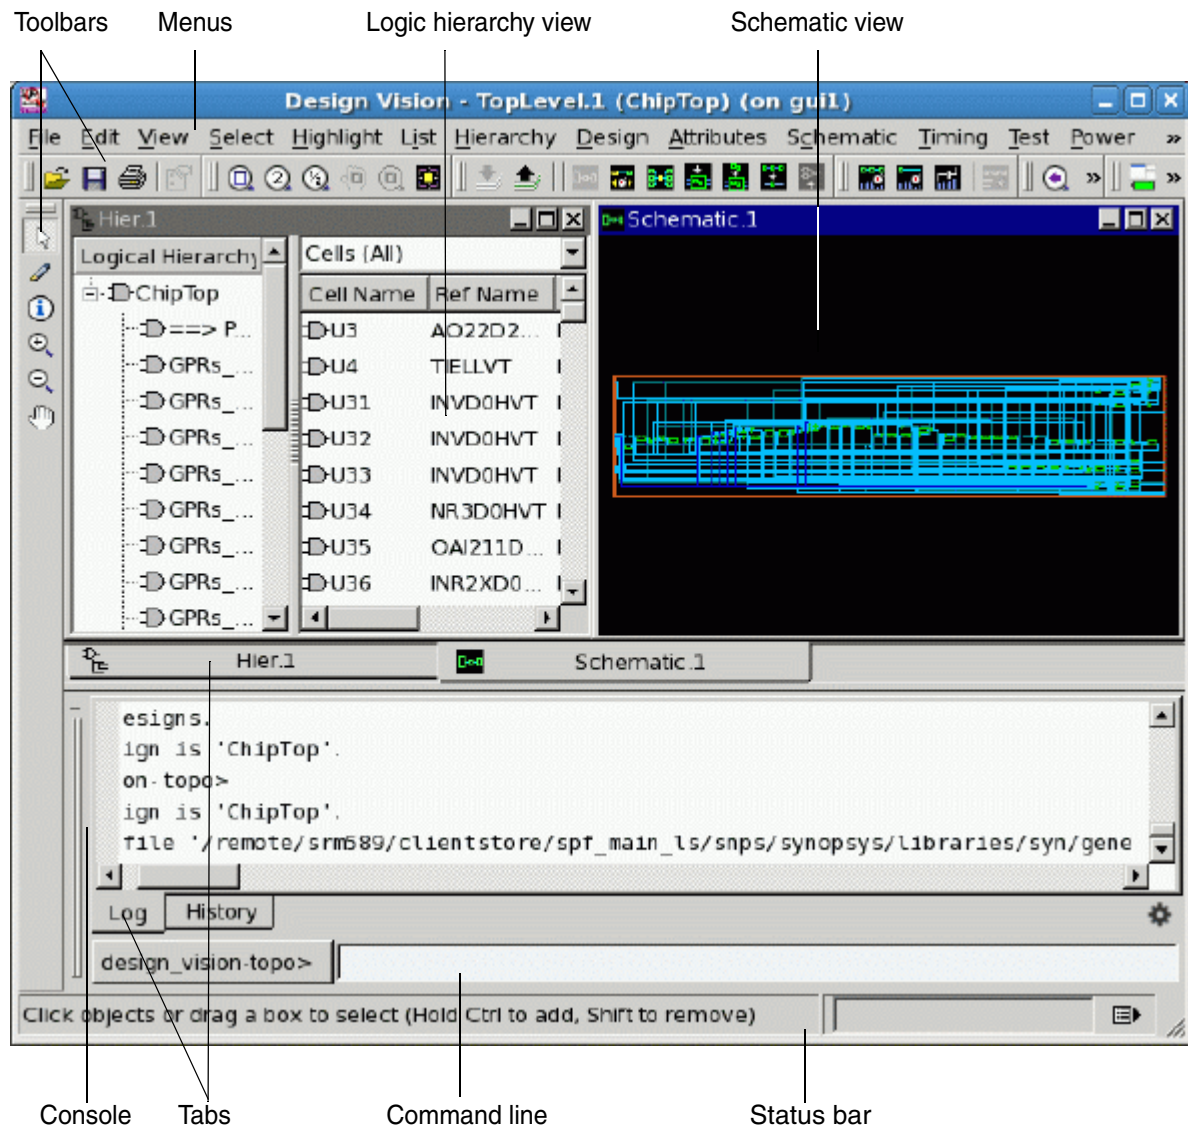 Toolbars Menus Logic hierarchy view Schematic view
Design Vision - TopLevel.1 (ChipTop) (on gui1)
File Edit View Select Highlight List Hierarchy Design Attributes Schematic Timing Test Power »
» »
Hier.1
Schematic.1
Logical Hierarchy
Cells (All)
ChipTop
Cell Name Ref Name
==> P...
U3 AO22D2...
GPRs_...
U4 TIELLVT
GPRs_...
U31 INVD0HVT
GPRs_...
U32 INVD0HVT
GPRs_...
U33 INVD0HVT
GPRs_...
U34 NR3D0HVT
GPRs_...
U35 OAI211D...
GPRs_...
U36 INR2XD0...
GPRs_...
Hier.1 Schematic.1
esigns.
ign is 'ChipTop'.
on-topo>
ign is 'ChipTop'.
file '/remote/srm589/clientstore/spf_main_ls/snps/synopsys/libraries/syn/gene
Log History
design_vision-topo>
Click objects or drag a box to select (Hold Ctrl to add, Shift to remove)
Console Tabs Command line Status bar